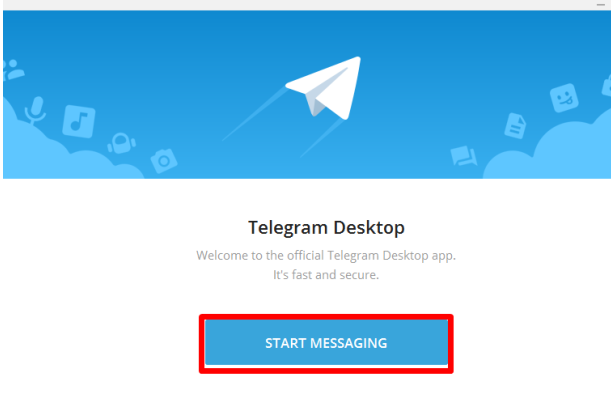 Telegram Desktop
Welcome to the official Telegram Desktop app.
It's fast and secure.
START MESSAGING